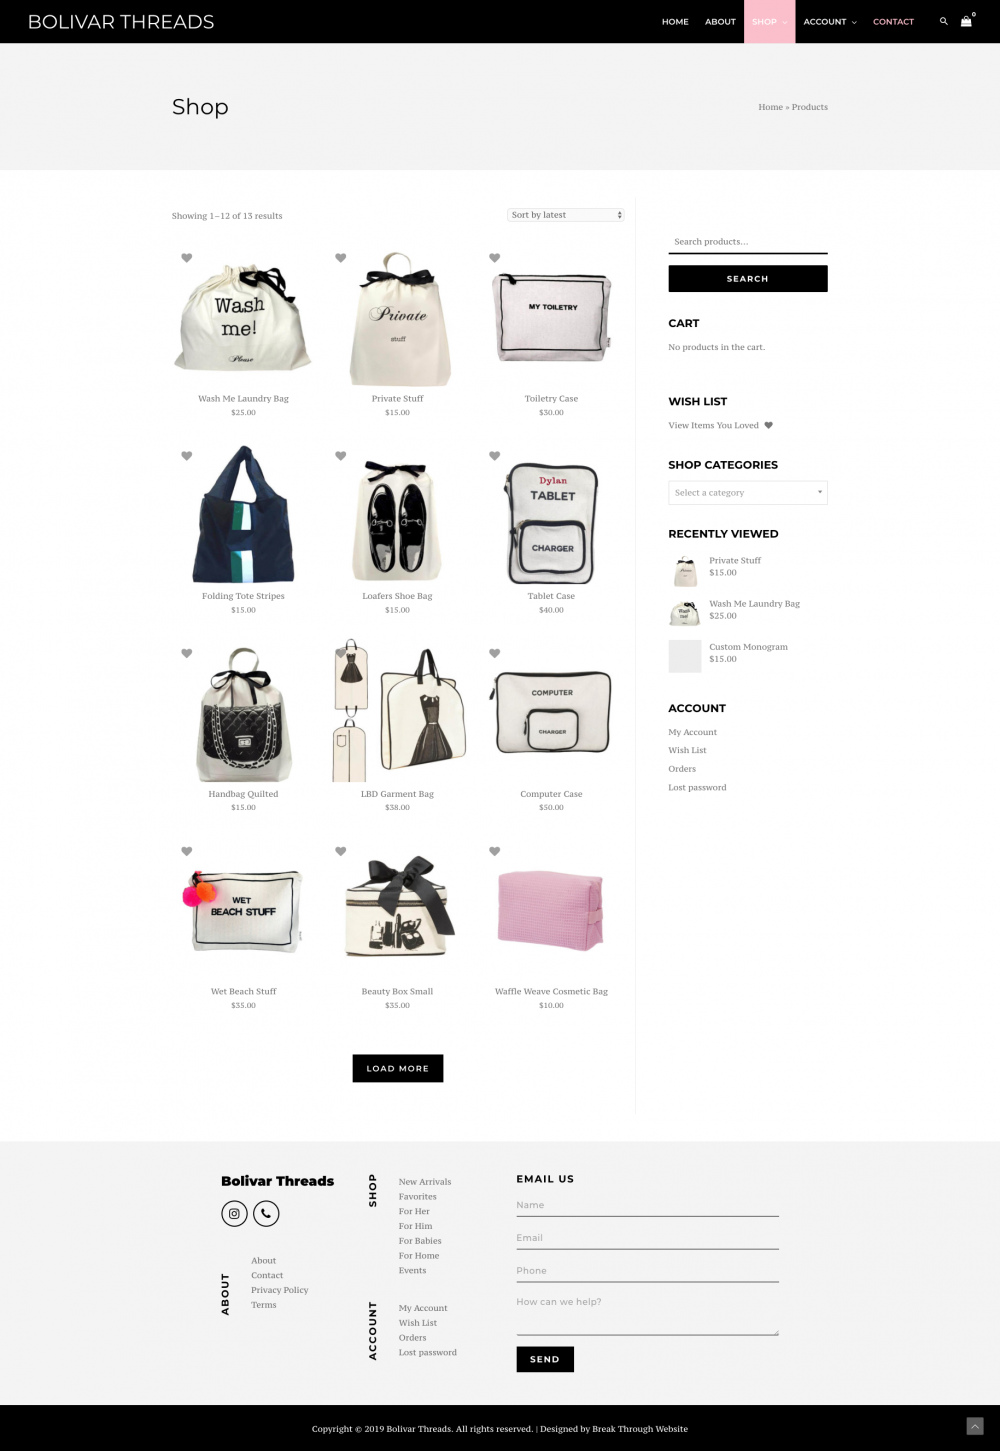 BOLIVAR THREADS
HOME ABOUT SHOP ACCOUNT CONTACT 0
Shop
Home » Products
Showing 1–12 of 13 results
Sort by latest
Wash
me!
Please
Private
stuff
MY TOILETRY
Wash Me Laundry Bag
$25.00
Private Stuff
$15.00
Toiletry Case
$30.00
Dylan
TABLET
CHARGER
Folding Tote Stripes
$15.00
Loafers Shoe Bag
$15.00
Tablet Case
$40.00
COMPUTER
CHARGER
Handbag Quilted
$15.00
LBD Garment Bag
$38.00
Computer Case
$50.00
WET
BEACH STUFF
Wet Beach Stuff
$35.00
Beauty Box Small
$35.00
Waffle Weave Cosmetic Bag
$10.00
LOAD MORE
Search products...
SEARCH
CART
No products in the cart.
WISH LIST
View Items You Loved
SHOP CATEGORIES
Select a category
RECENTLY VIEWED
Private Stuff
$15.00
Wash Me Laundry Bag
$25.00
Custom Monogram
$15.00
ACCOUNT
My Account
Wish List
Orders
Lost password
Bolivar Threads
ABOUT
About
Contact
Privacy Policy
Terms
SHOP
New Arrivals
Favorites
For Her
For Him
For Babies
For Home
Events
ACCOUNT
My Account
Wish List
Orders
Lost password
EMAIL US
Name
Email
Phone
How can we help?
SEND
Copyright © 2019 Bolivar Threads. All rights reserved. | Designed by Break Through Website